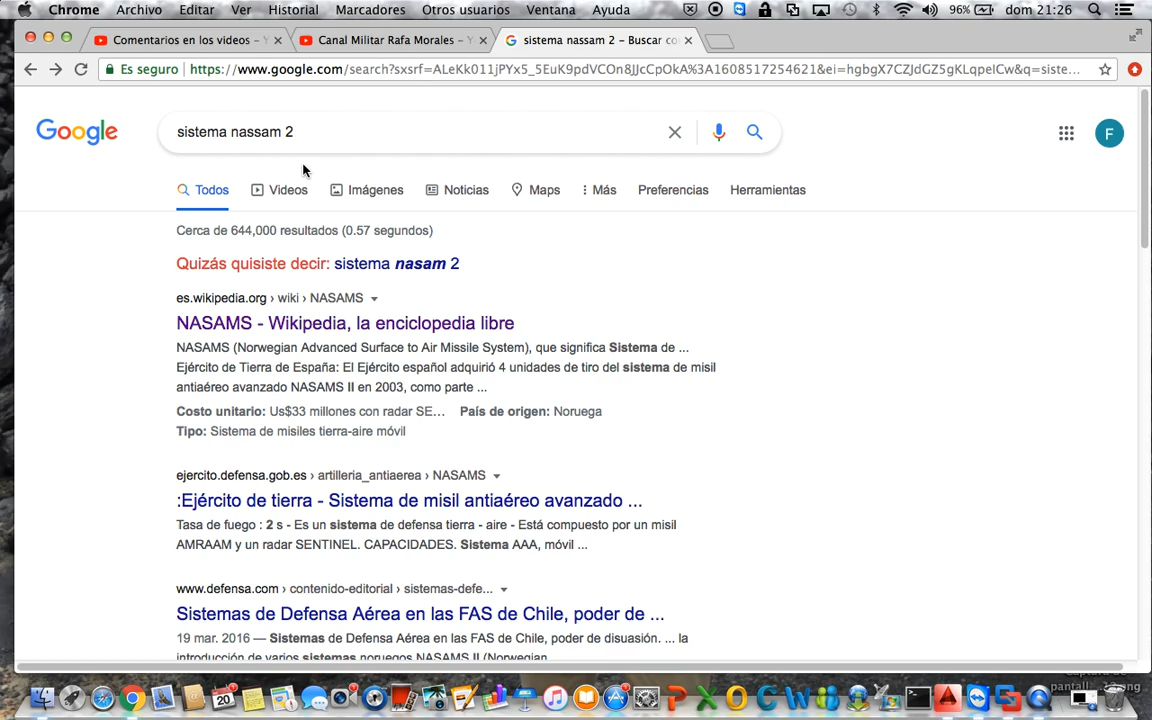 Chrome Archivo Editar Ver Historial Marcadores Otros usuarios Ventana Ayuda 96% dom 21:26
Comentarios en los videos – Y Canal Militar Rafa Morales – Y sistema nassam 2 – Buscar co
Es seguro https://www.google.com/search?sxsrf=ALeKk011jPYx5_5EuK9pdVCOn8JJcCpOkA%3A1608517254621&ei=hgbgX7CZJdGZ5gKLqpelCw&q=siste...
Google sistema nassam 2 F
Todos Videos Imágenes Noticias Maps Más Preferencias Herramientas
Cerca de 644,000 resultados (0.57 segundos)
Quizás quisiste decir: sistema nasam 2
es.wikipedia.org › wiki › NASAMS
NASAMS - Wikipedia, la enciclopedia libre
NASAMS (Norwegian Advanced Surface to Air Missile System), que significa Sistema de ...
Ejército de Tierra de España: El Ejército español adquirió 4 unidades de tiro del sistema de misil
antiaéreo avanzado NASAMS II en 2003, como parte ...
Costo unitario: Us$33 millones con radar SE... País de origen: Noruega
Tipo: Sistema de misiles tierra-aire móvil
ejercito.defensa.gob.es › artilleria_antiaerea › NASAMS
:Ejército de tierra - Sistema de misil antiaéreo avanzado ...
Tasa de fuego : 2 s - Es un sistema de defensa tierra - aire - Está compuesto por un misil
AMRAAM y un radar SENTINEL. CAPACIDADES. Sistema AAA, móvil ...
www.defensa.com › contenido-editorial › sistemas-defe...
Sistemas de Defensa Aérea en las FAS de Chile, poder de ...
19 mar. 2016 — Sistemas de Defensa Aérea en las FAS de Chile, poder de disuasión. ... la
introducción de varios sistemas noruegos NASAMS II (Norwegian
20